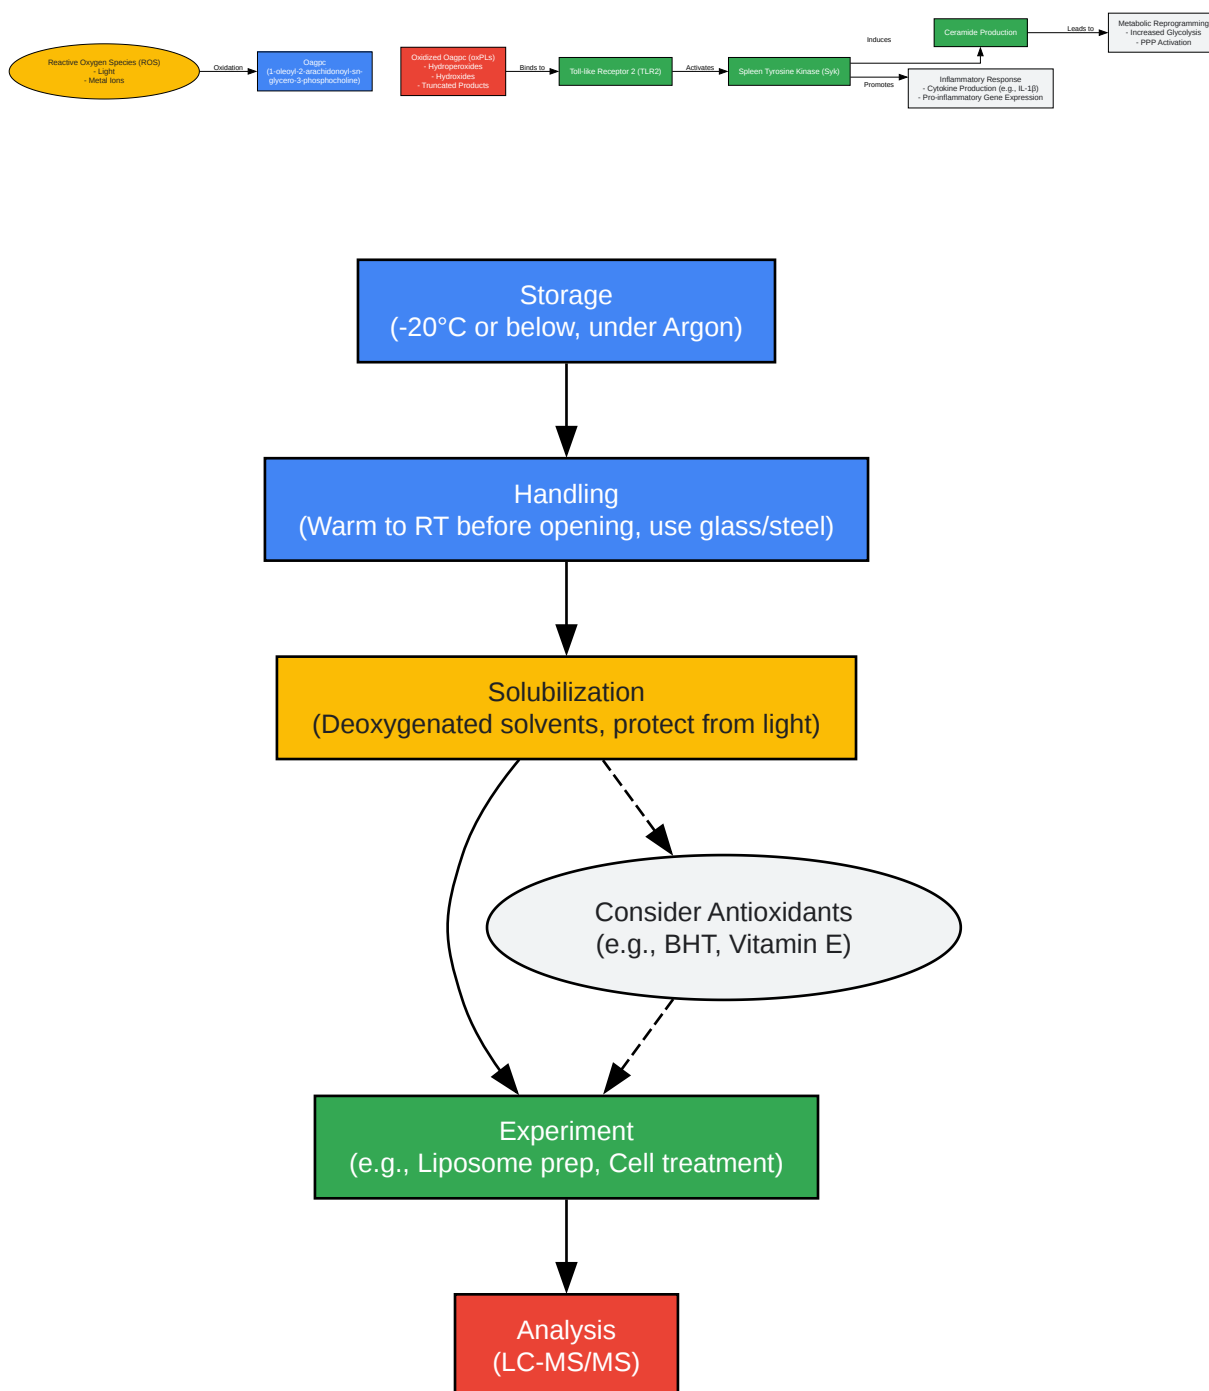 Reactive Oxygen Species (ROS)
- Light
- Metal Ions
Oxidation
Oagpc
(1-oleoyl-2-arachidonoyl-sn-
glycero-3-phosphocholine)
Oxidized Oagpc (oxPLs)
- Hydroperoxides
- Hydroxides
- Truncated Products
Binds to
Toll-like Receptor 2 (TLR2)
Activates
Spleen Tyrosine Kinase (Syk)
Induces
Promotes
Ceramide Production
Inflammatory Response
- Cytokine Production (e.g., IL-1β)
- Pro-inflammatory Gene Expression
Leads to
Metabolic Reprogramming
- Increased Glycolysis
- PPP Activation
Storage
(-20°C or below, under Argon)
Handling
(Warm to RT before opening, use glass/steel)
Solubilization
(Deoxygenated solvents, protect from light)
Consider Antioxidants
(e.g., BHT, Vitamin E)
Experiment
(e.g., Liposome prep, Cell treatment)
Analysis
(LC-MS/MS)